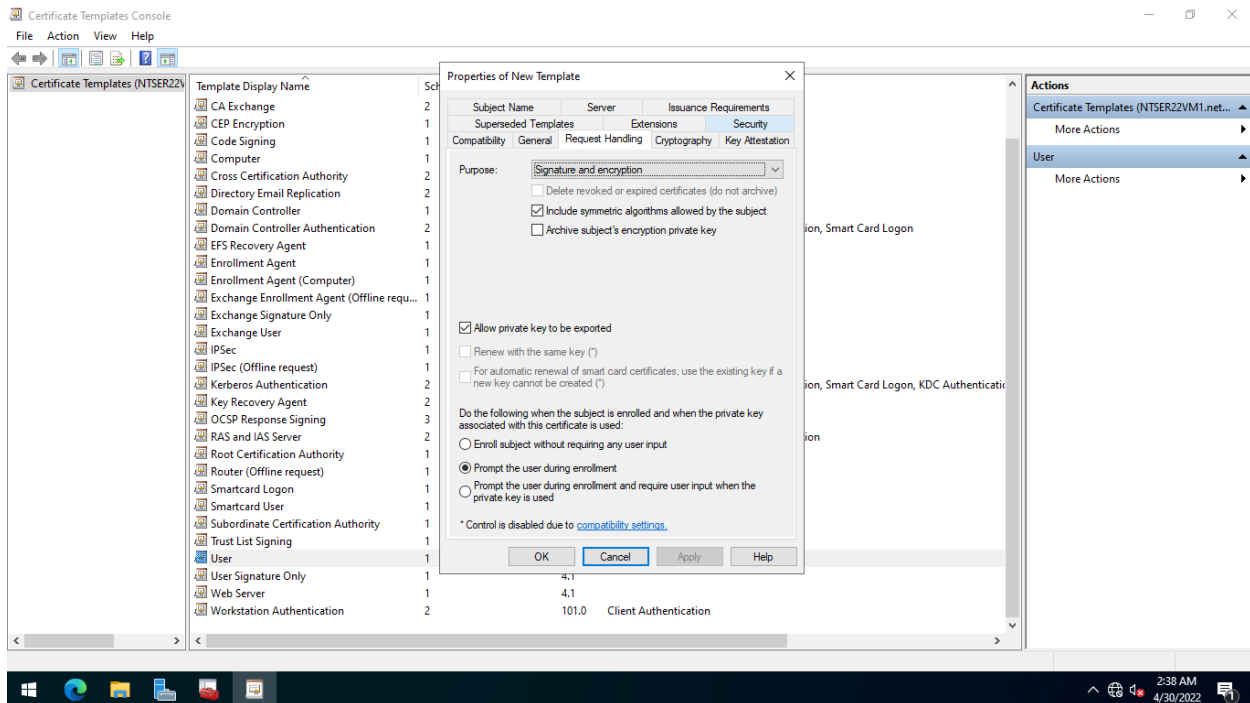 Certificate Templates Console
File Action View Help
Certificate Templates (NTSER22V
Template Display Name
Sch
CA Exchange 2
CEP Encryption 1
Code Signing 1
Computer 1
Cross Certification Authority 2
Directory Email Replication 2
Domain Controller 1
Domain Controller Authentication 2 ion, Smart Card Logon
EFS Recovery Agent 1
Enrollment Agent 1
Enrollment Agent (Computer) 1
Exchange Enrollment Agent (Offline requ... 1
Exchange Signature Only 1
Exchange User 1
IPSec 1
IPSec (Offline request) 1
Kerberos Authentication 2 ion, Smart Card Logon, KDC Authenticatic
Key Recovery Agent 2
OCSP Response Signing 3
RAS and IAS Server 2 ion
Root Certification Authority 1
Router (Offline request) 1
Smartcard Logon 1
Smartcard User 1
Subordinate Certification Authority 1
Trust List Signing 1
User 1
User Signature Only 1 4.1
Web Server 1 4.1
Workstation Authentication 2 101.0 Client Authentication
Properties of New Template
Subject Name Server Issuance Requirements
Superseded Templates Extensions Security
Compatibility General Request Handling Cryptography Key Attestation
Purpose: Signature and encryption
Delete revoked or expired certificates (do not archive)
Include symmetric algorithms allowed by the subject
Archive subject's encryption private key
Allow private key to be exported
Renew with the same key (*)
For automatic renewal of smart card certificates, use the existing key if a
new key cannot be created (*)
Do the following when the subject is enrolled and when the private key
associated with this certificate is used:
Enroll subject without requiring any user input
Prompt the user during enrollment
Prompt the user during enrollment and require user input when the
private key is used
* Control is disabled due to compatibility settings.
OK Cancel Apply Help
Actions
Certificate Templates (NTSER22VM1.net...
More Actions
User
More Actions
2:38 AM
4/30/2022
1